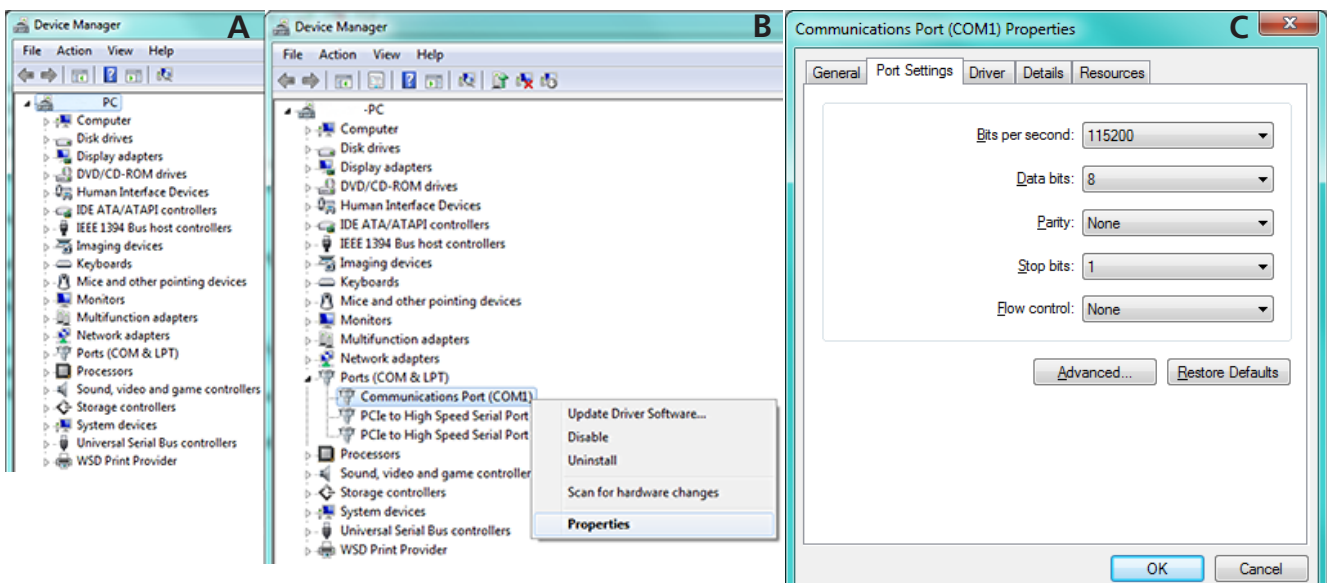 Device Manager
A
File Action View Help
PC
Computer
Disk drives
Display adapters
DVD/CD-ROM drives
Human Interface Devices
IDE ATA/ATAPI controllers
IEEE 1394 Bus host controllers
Imaging devices
Keyboards
Mice and other pointing devices
Monitors
Multifunction adapters
Network adapters
Ports (COM & LPT)
Processors
Sound, video and game controllers
Storage controllers
System devices
Universal Serial Bus controllers
WSD Print Provider
Device Manager
B
File Action View Help
-PC
Computer
Disk drives
Display adapters
DVD/CD-ROM drives
Human Interface Devices
IDE ATA/ATAPI controllers
IEEE 1394 Bus host controllers
Imaging devices
Keyboards
Mice and other pointing devices
Monitors
Multifunction adapters
Network adapters
Ports (COM & LPT)
Communications Port (COM1)
PCIe to High Speed Serial Port
PCIe to High Speed Serial Port
Processors
Sound, video and game controller
Storage controllers
System devices
Universal Serial Bus controllers
WSD Print Provider
Update Driver Software...
Disable
Uninstall
Scan for hardware changes
Properties
Communications Port (COM1) Properties
C
General Port Settings Driver Details Resources
Bits per second: 115200
Data bits: 8
Parity: None
Stop bits: 1
Flow control: None
Advanced... Restore Defaults
OK Cancel